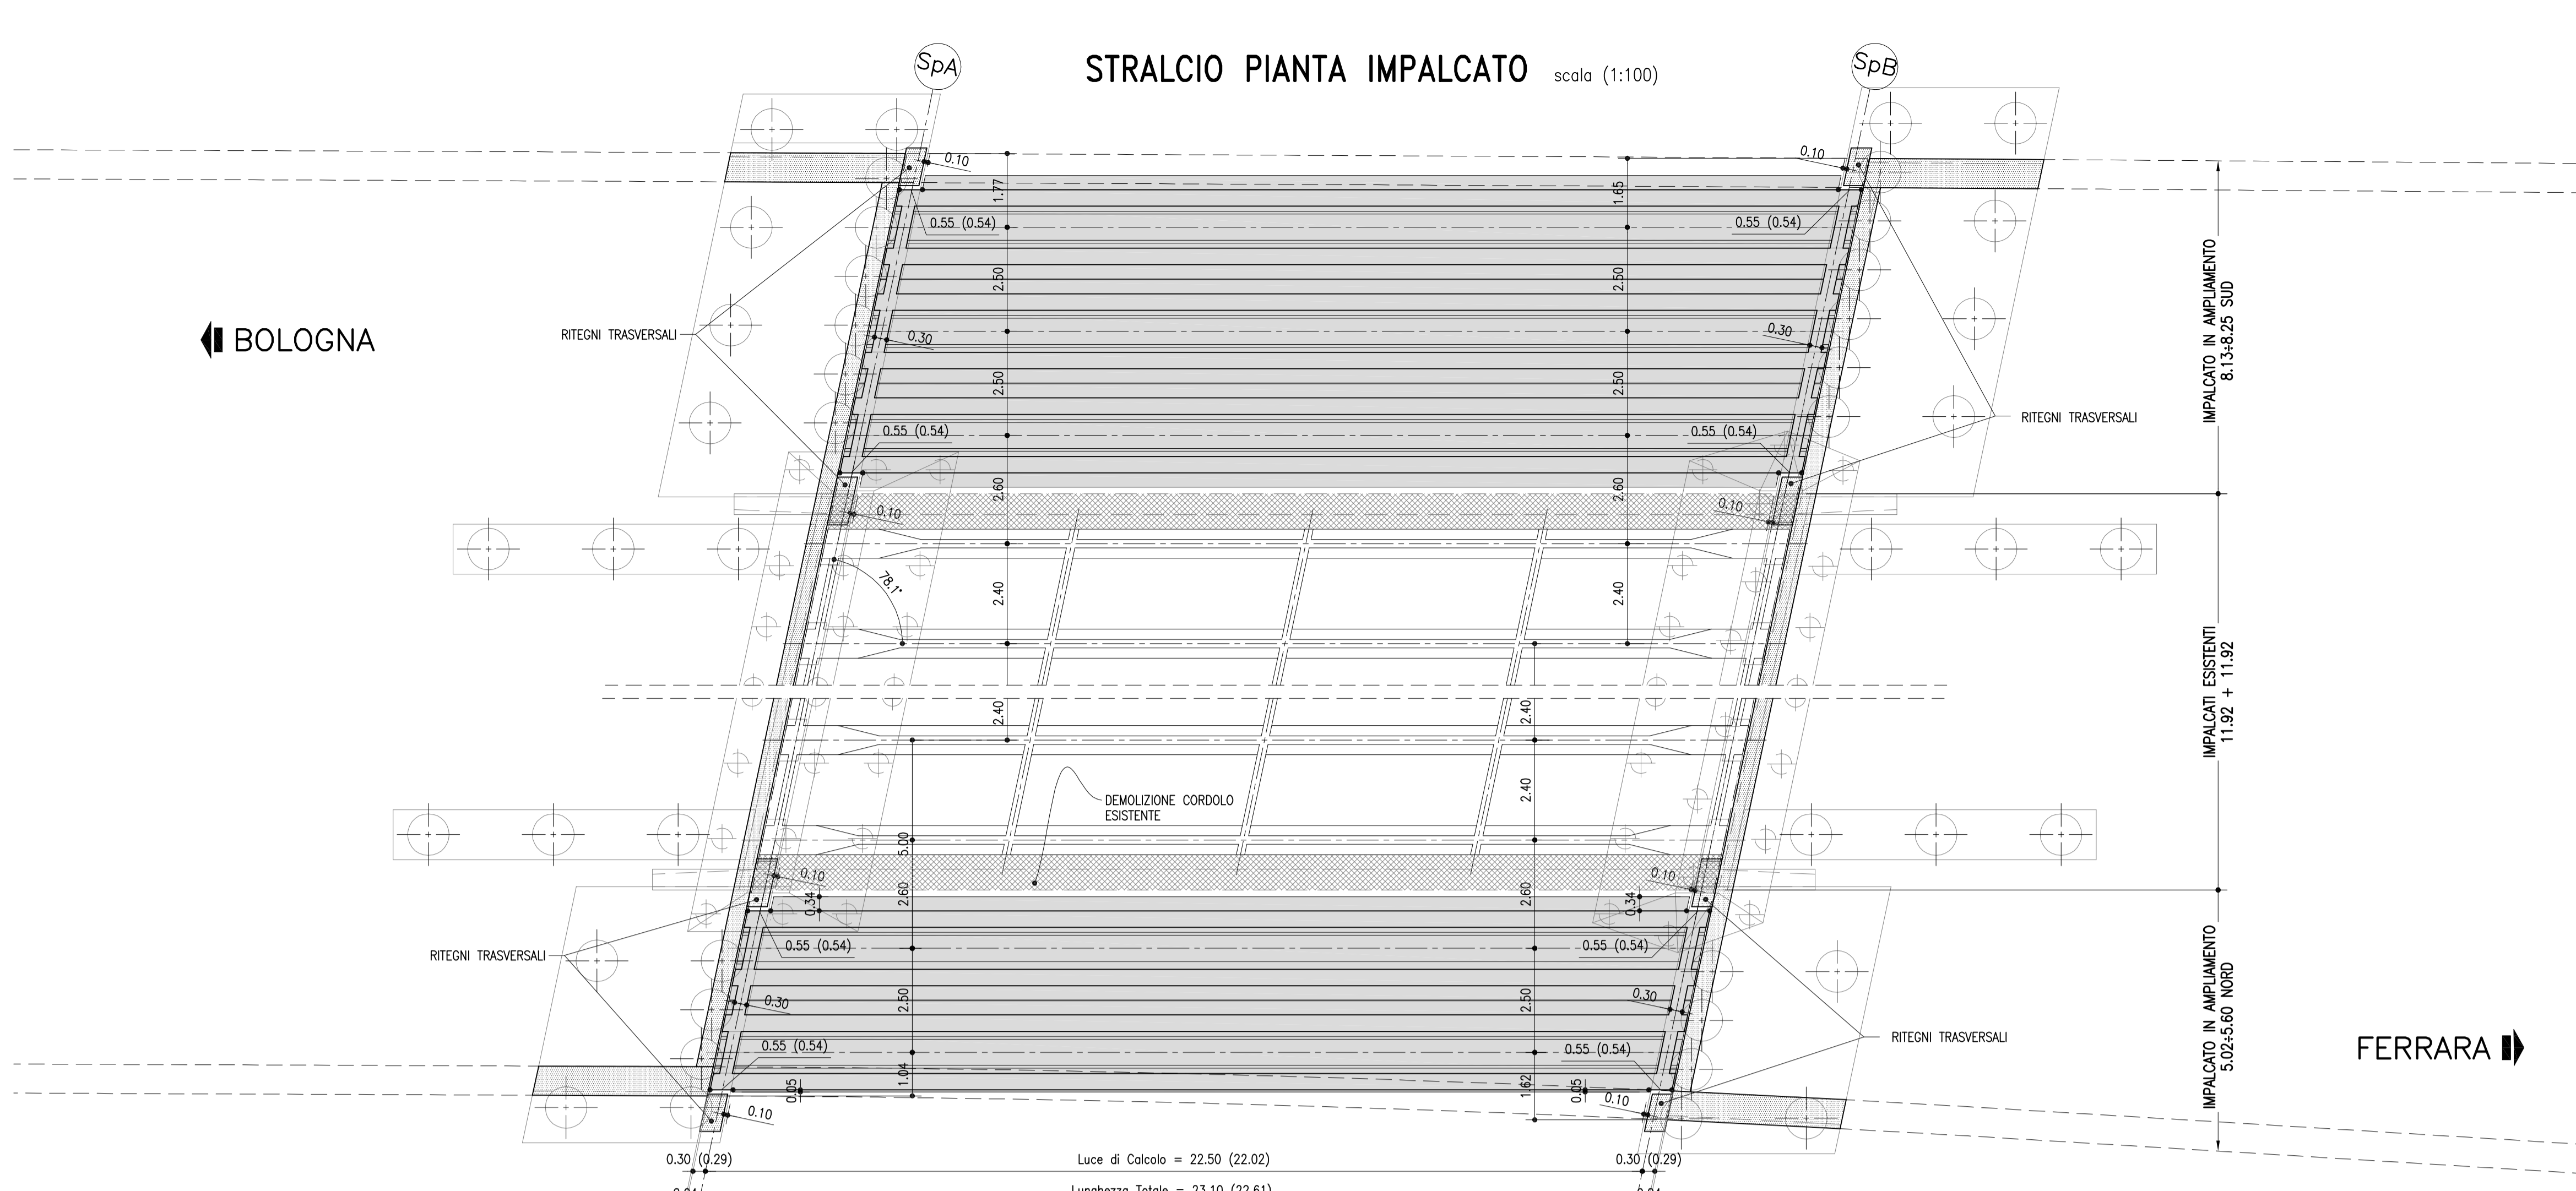 SpA
STRALCIO PIANTA IMPALCATO scala (1:100)
SpB
0.10
0.10
1.77
1.65
0.55 (0.54)
0.55 (0.54)
2.50
2.50
IMPALCATO IN AMPLIAMENTO
8.13÷8.25 SUD
BOLOGNA
RITEGNI TRASVERSALI
0.30
0.30
2.50
2.50
RITEGNI TRASVERSALI
0.55 (0.54)
0.55 (0.54)
2.60
2.60
0.10
0.10
78.1°
2.40
2.40
IMPALCATI ESISTENTI
11.92 + 11.92
2.40
2.40
2.40
DEMOLIZIONE CORDOLO
ESISTENTE
5.00
0.10
0.10
2.60
2.60
0.34
0.34
RITEGNI TRASVERSALI
0.55 (0.54)
0.55 (0.54)
IMPALCATO IN AMPLIAMENTO
5.02÷5.60 NORD
2.50
2.50
0.30
0.30
RITEGNI TRASVERSALI
FERRARA
0.55 (0.54)
0.55 (0.54)
1.04
1.62
0.05
0.05
0.10
0.10
0.30 (0.29)
Luce di Calcolo = 22.50 (22.02)
0.30 (0.29)
Lunghezza Totale = 23.10 (22.61)